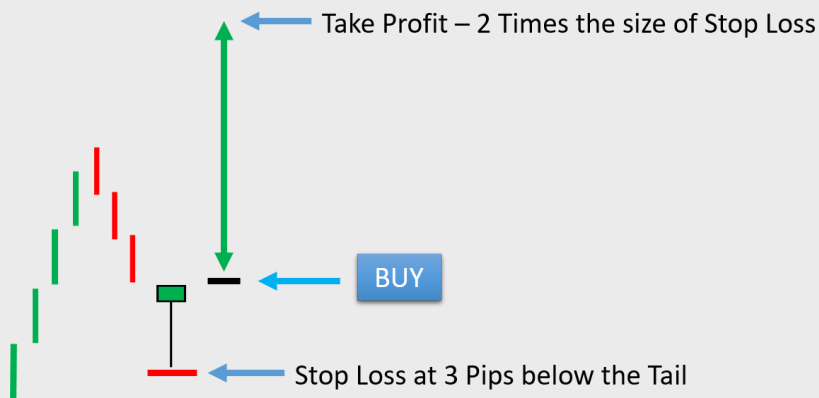 Take Profit – 2 Times the size of Stop Loss
BUY
Stop Loss at 3 Pips below the Tail